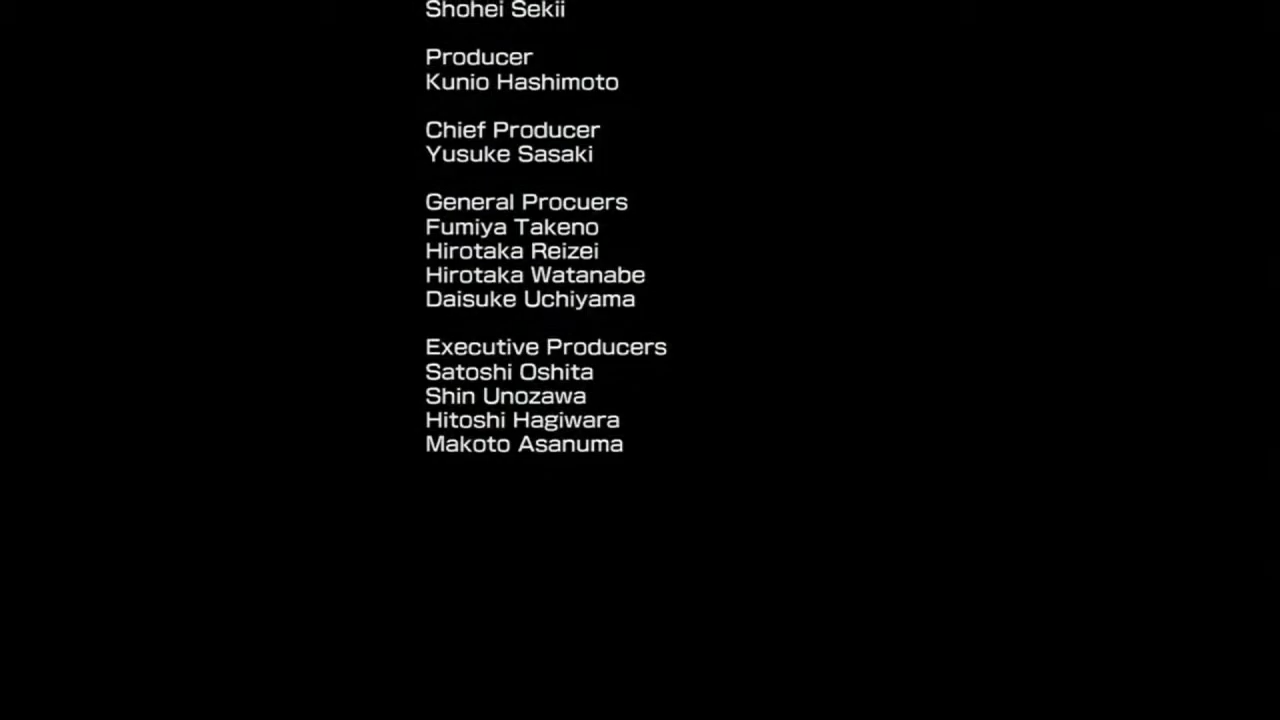 Shohei Sekii
Producer
Kunio Hashimoto
Chief Producer
Yusuke Sasaki
General Procuers
Fumiya Takeno
Hirotaka Reizei
Hirotaka Watanabe
Daisuke Uchiyama
Executive Producers
Satoshi Oshita
Shin Unozawa
Hitoshi Hagiwara
Makoto Asanuma